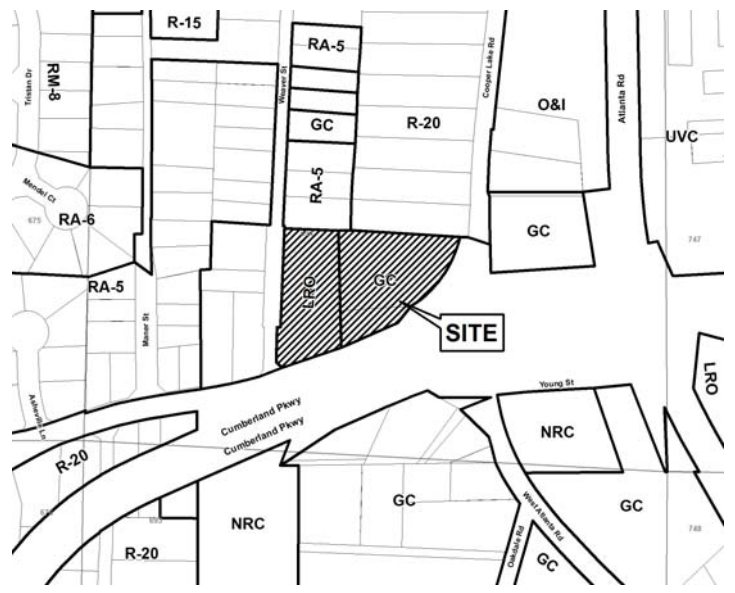 R-15
RA-5
RM-8
Tristan Dr
Weaver St
Cooper Lake Rd
Atlanta Rd
O&I
GC
R-20
UVC
RA-5
Mendel Ct
675
RA-6
GC
747
RA-5
LRO
GC
SITE
Maner St
LRO
Young St
Asheville Ln
Cumberland Pkwy
Cumberland Pkwy
NRC
R-20
GC
West Atlanta Rd
GC
693
NRC
748
R-20
Oakdale Rd
GC